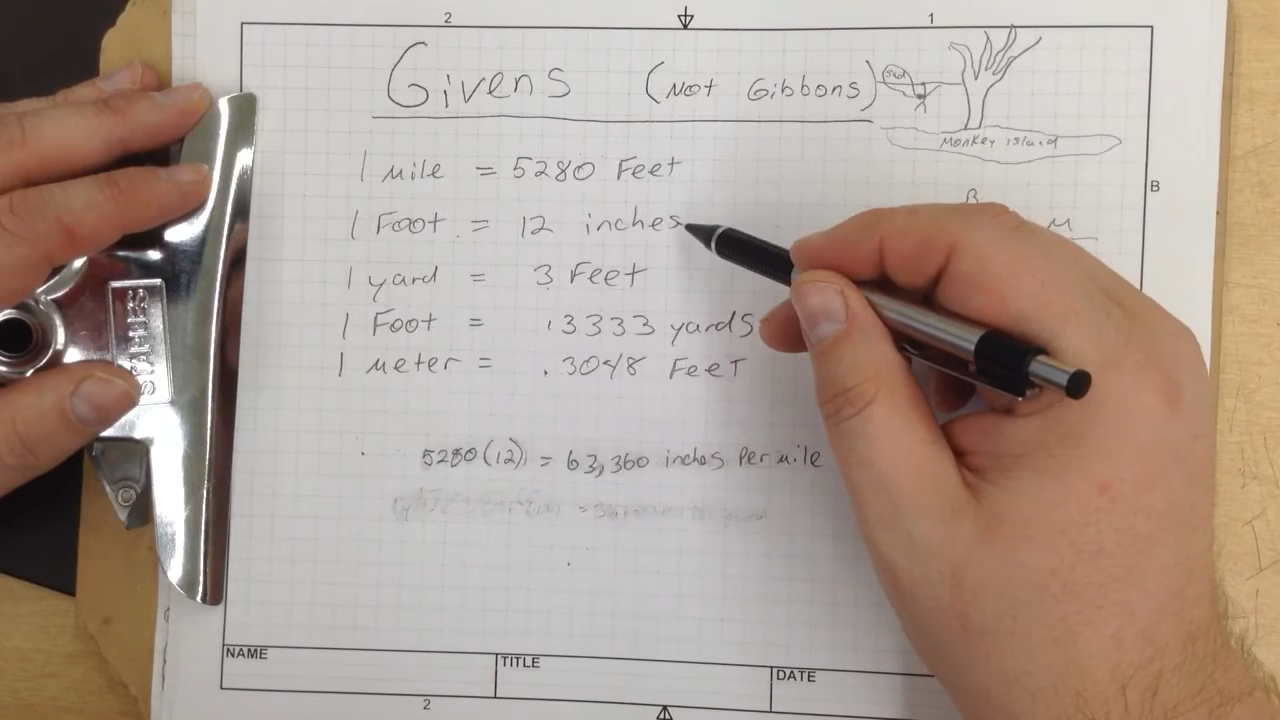 2 1
Givens (Not Gibbons)
sad
Monkey island
1 mile = 5280 Feet
B
1 Foot = 12 inches
1 yard = 3 Feet
1 Foot = .3333 yards
1 meter = .3048 Feet
STAPLES
5280(12) = 63,360 inches Per mile
NAME TITLE DATE
2